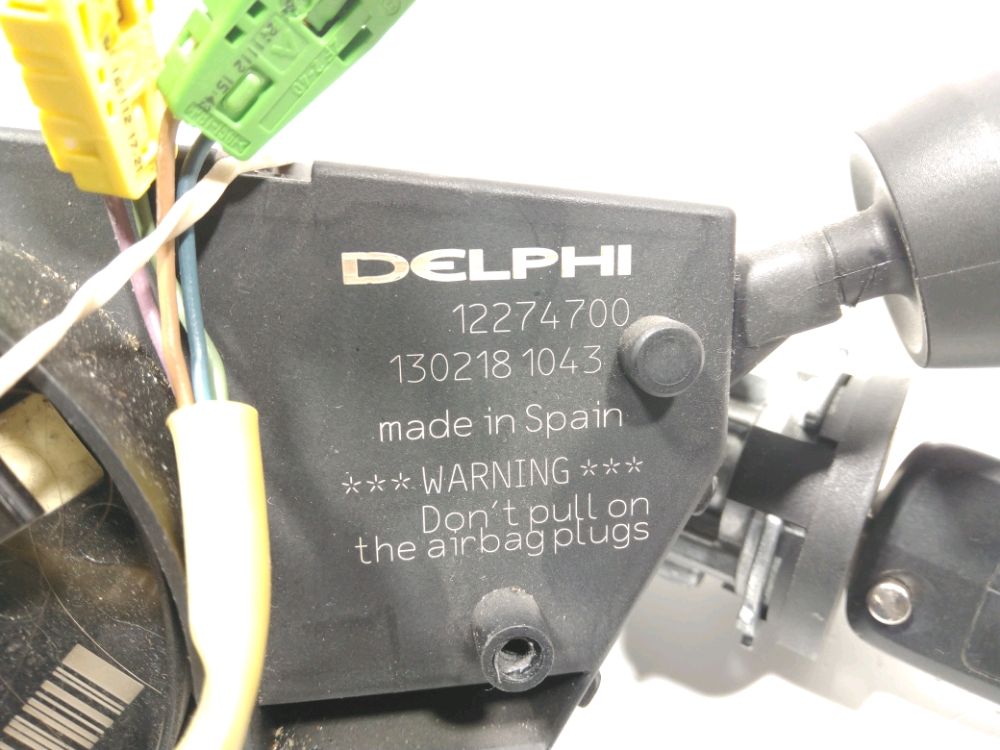 DELPHI
12274700
130218 1043
made in Spain
***WARNING***
Don't pull on
the airbag plugs